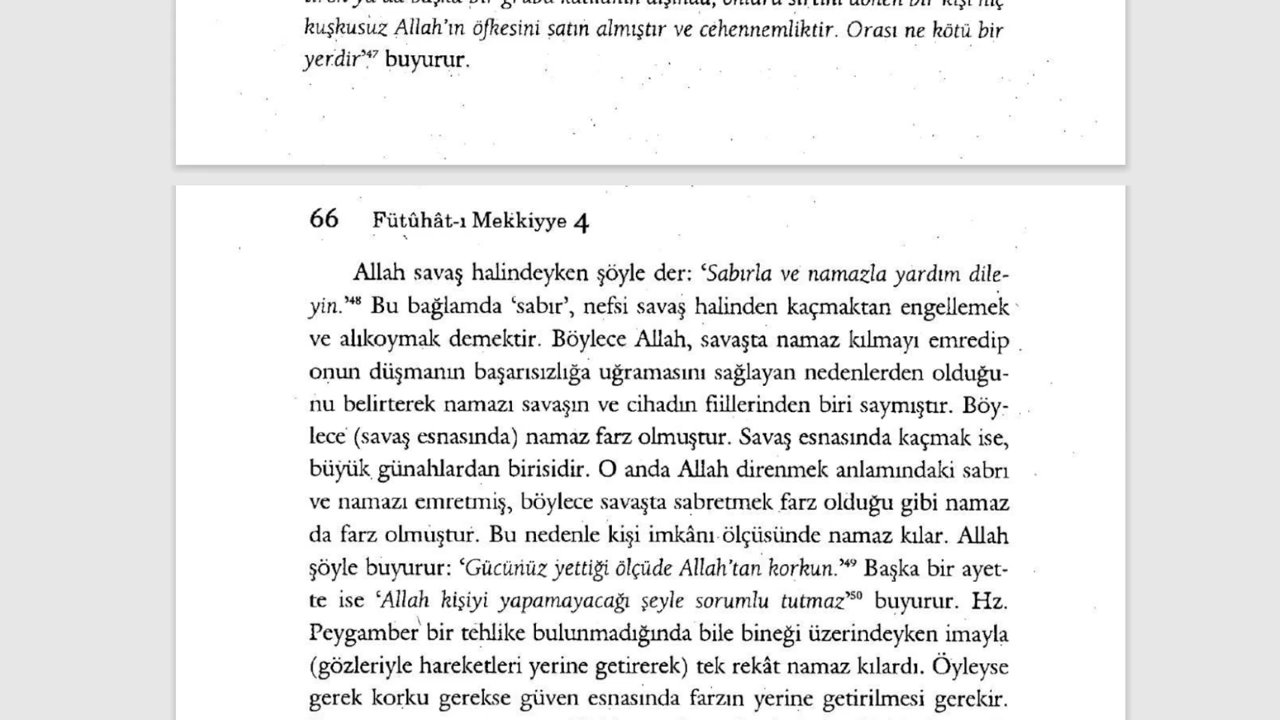 kuşkusuz Allah'ın öfkesini satın almıştır ve cehennemliktir. Orası ne kötü bir
yerdir'⁴⁷ buyurur.
66 Fütûhât-ı Mekkiyye 4
Allah savaş halindeyken şöyle der: 'Sabırla ve namazla yardım dile-
yin.'⁴⁸ Bu bağlamda 'sabır', nefsi savaş halinden kaçmaktan engellemek
ve alıkoymak demektir. Böylece Allah, savaşta namaz kılmayı emredip
onun düşmanın başarısızlığa uğramasını sağlayan nedenlerden olduğu-
nu belirterek namazı savaşın ve cihadın fiillerinden biri saymıştır. Böy-
lece (savaş esnasında) namaz farz olmuştur. Savaş esnasında kaçmak ise,
büyük günahlardan birisidir. O anda Allah direnmek anlamındaki sabrı
ve namazı emretmiş, böylece savaşta sabretmek farz olduğu gibi namaz
da farz olmuştur. Bu nedenle kişi imkânı ölçüsünde namaz kılar. Allah
şöyle buyurur: 'Gücünüz yettiği ölçüde Allah'tan korkun.'⁴⁹ Başka bir ayet-
te ise 'Allah kişiyi yapamayacağı şeyle sorumlu tutmaz'⁵⁰ buyurur. Hz.
Peygamber bir tehlike bulunmadığında bile bineği üzerindeyken imayla
(gözleriyle hareketleri yerine getirerek) tek rekât namaz kılardı. Öyleyse
gerek korku gerekse güven esnasında farzın yerine getirilmesi gerekir.